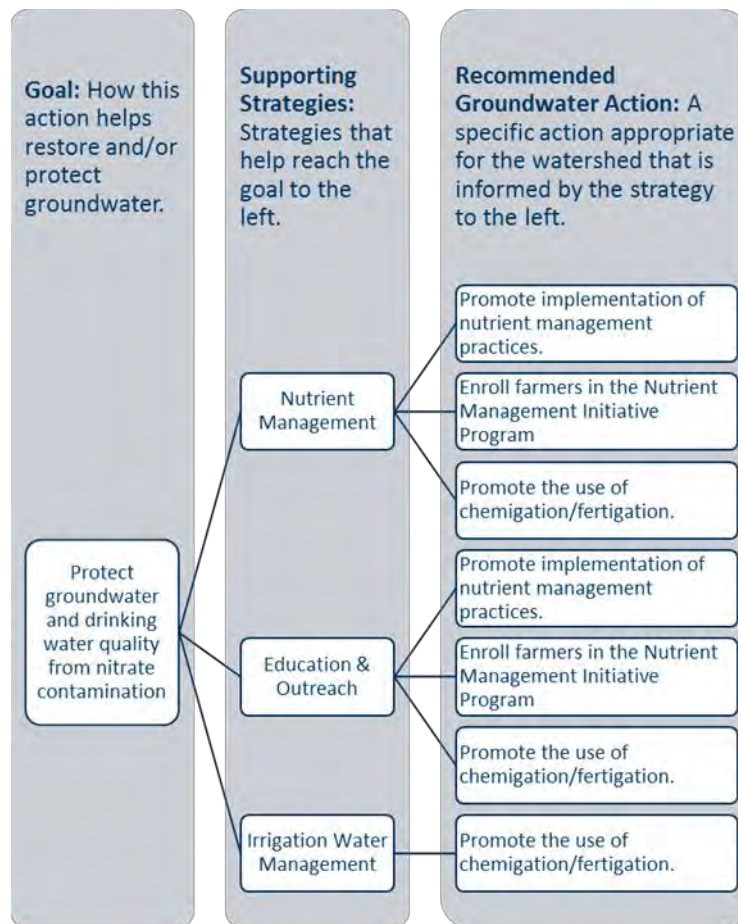 Goal: How this
action helps
restore and/or
protect
groundwater.
Supporting
Strategies:
Strategies that
help reach the
goal to the
left.
Recommended
Groundwater Action: A
specific action appropriate
for the watershed that is
informed by the strategy
to the left.
Protect
groundwater
and drinking
water quality
from nitrate
contamination
Nutrient
Management
Promote implementation of
nutrient management
practices.
Enroll farmers in the Nutrient
Management Initiative
Program
Promote the use of
chemigation/fertigation.
Education &
Outreach
Promote implementation of
nutrient management
practices.
Enroll farmers in the Nutrient
Management Initiative
Program
Promote the use of
chemigation/fertigation.
Irrigation Water
Management
Promote the use of
chemigation/fertigation.